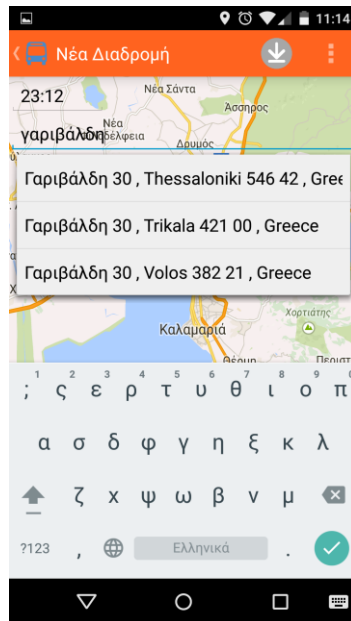 11:14
Νέα Διαδρομή
23:12
Νέα Σάντα
Άσσηρος
γαριβάλδη
Νέα
Δρυμός
Γαριβάλδη 30 , Thessaloniki 546 42 , Gree
Γαριβάλδη 30 , Trikala 421 00 , Greece
Γαριβάλδη 30 , Volos 382 21 , Greece
Χορτιάτης
Καλαμαριά
1 2 3 4 5 6 7 8 9 0
; ς ε ρ τ υ θ ι ο π
α σ δ φ γ η ξ κ λ
ζ χ ψ ω β ν μ
?123 , Ελληνικά .